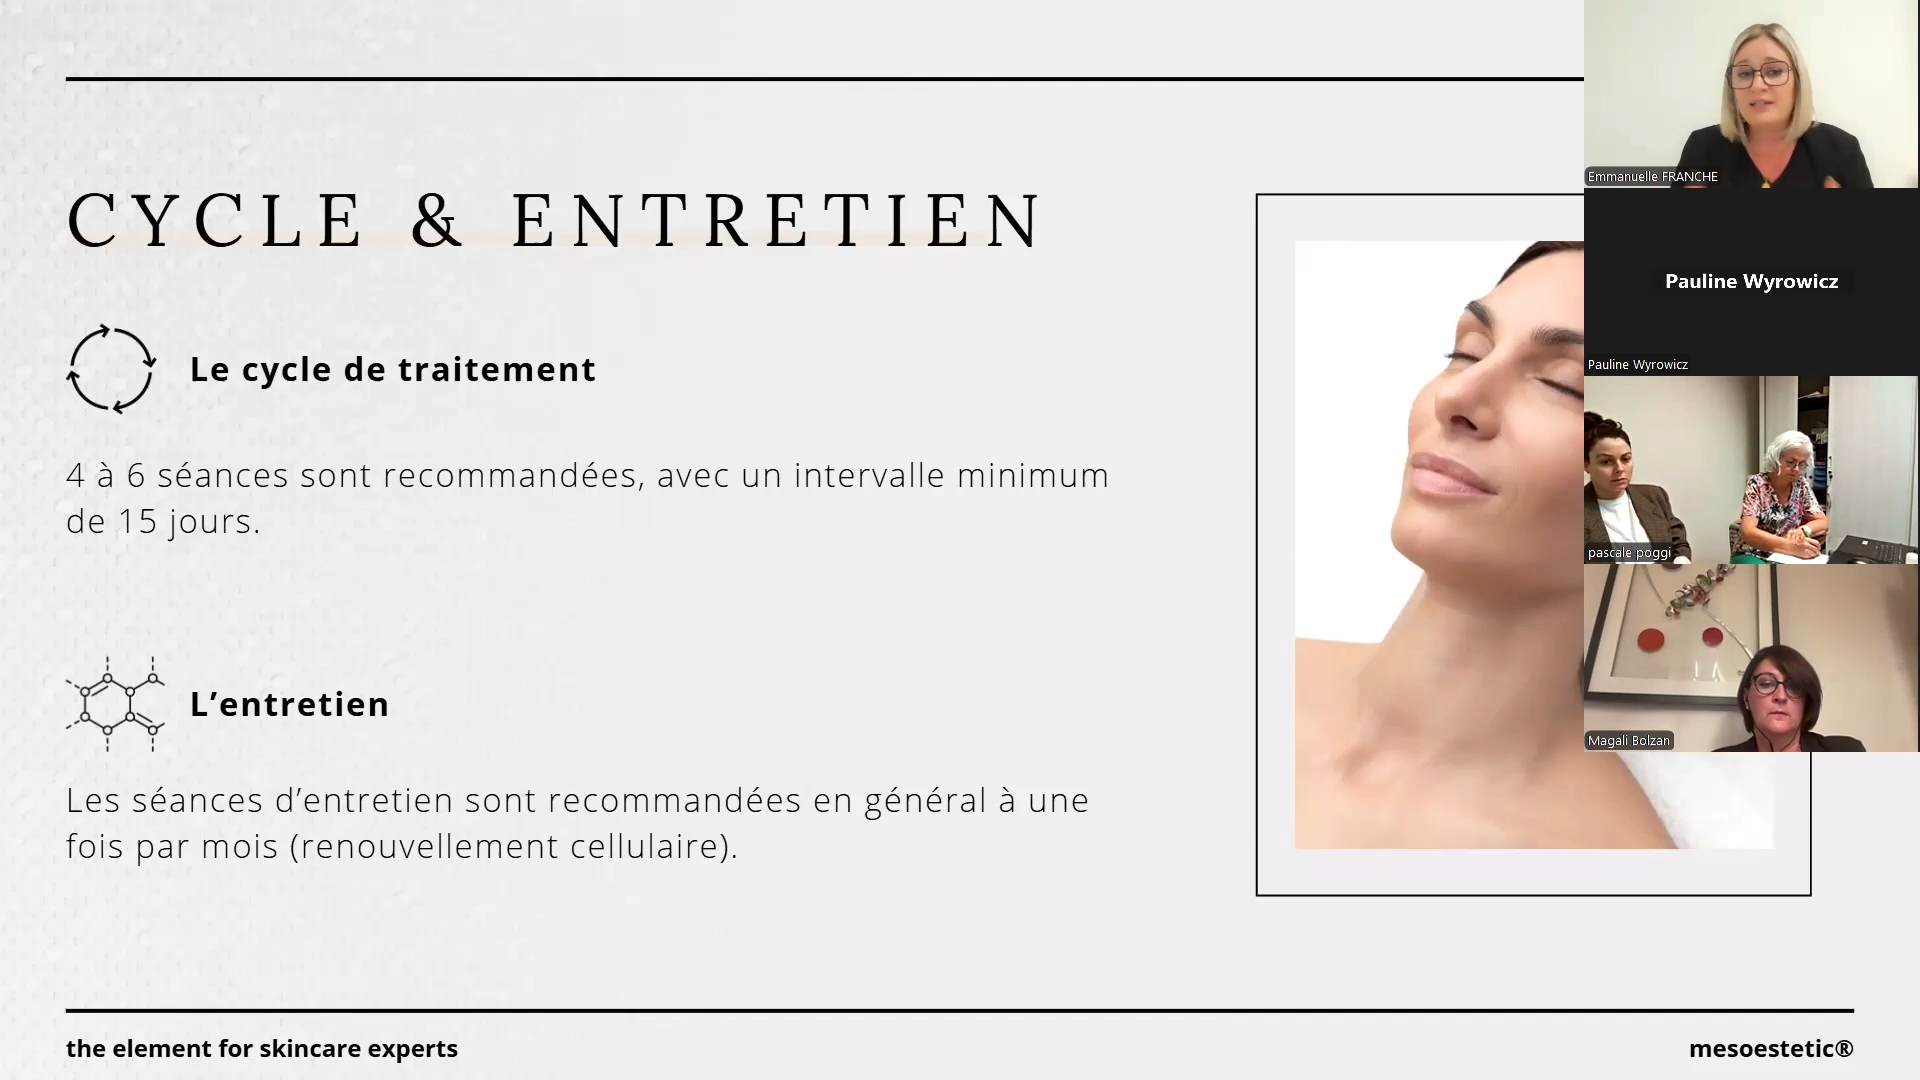 CYCLE & ENTRETIEN
Le cycle de traitement
4 à 6 séances sont recommandées, avec un intervalle minimum
de 15 jours.
L’entretien
Les séances d’entretien sont recommandées en général à une
fois par mois (renouvellement cellulaire).
the element for skincare experts
mesoestetic®
Emmanuelle FRANCHE
Pauline Wyrowicz
Pauline Wyrowicz
pascale poggi
Magali Bolzan